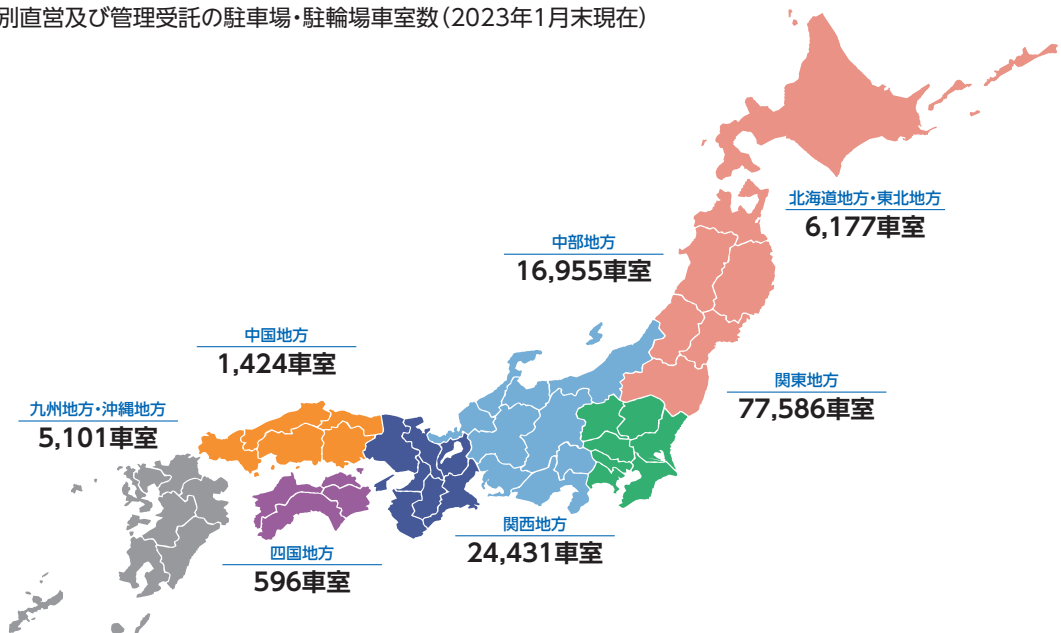 別直営及び管理受託の駐車場・駐輪場車室数（2023年1月末現在）
北海道地方・東北地方
6,177車室
中部地方
16,955車室
中国地方
1,424車室
関東地方
77,586車室
九州地方・沖縄地方
5,101車室
関西地方
24,431車室
四国地方
596車室